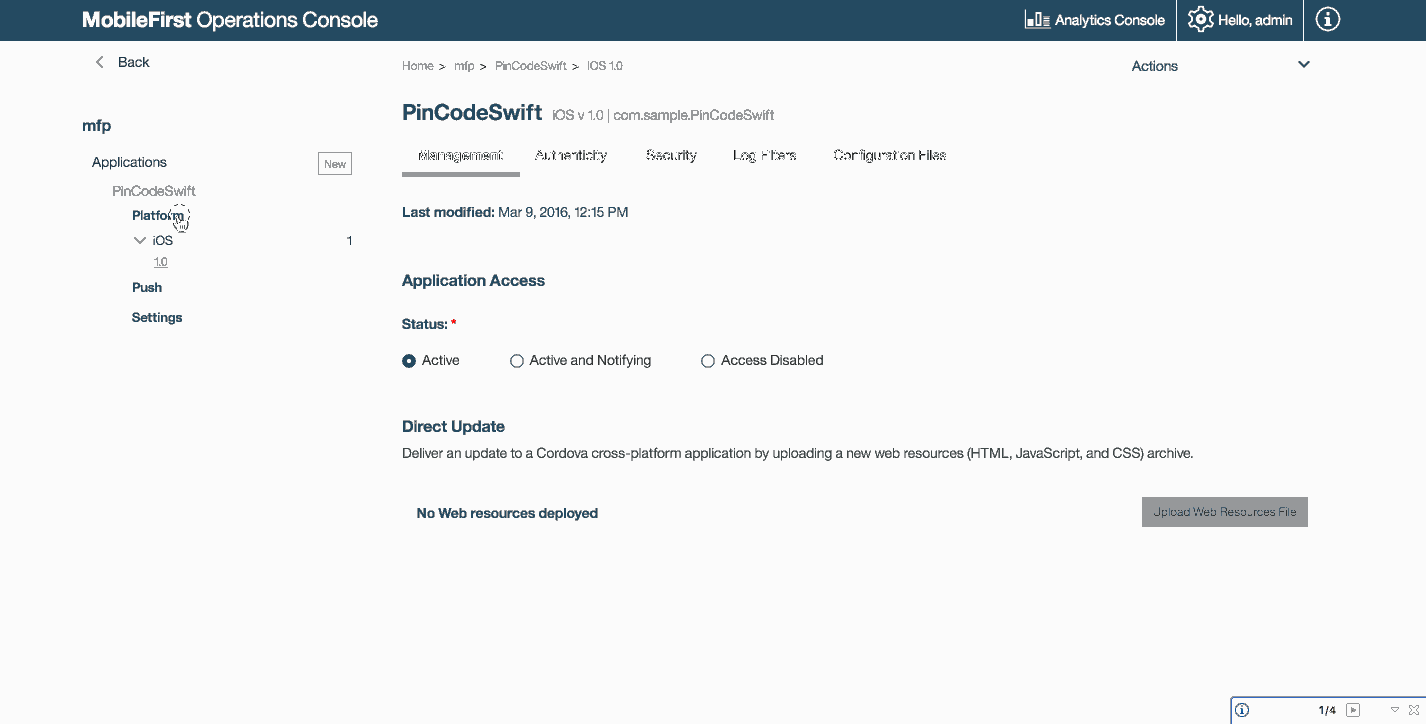 MobileFirst Operations Console
Analytics Console
Hello, admin
Back
Home > mfp > PinCodeSwift > iOS 1.0
Actions
mfp
PinCodeSwift iOS v 1.0 | com.sample.PinCodeSwift
Applications
New
Management Authenticity Security Log Filters Configuration Files
PinCodeSwift
Platform
Last modified: Mar 9, 2016, 12:15 PM
iOS 1
1.0
Push
Application Access
Settings
Status: *
Active Active and Notifying Access Disabled
Direct Update
Deliver an update to a Cordova cross-platform application by uploading a new web resources (HTML, JavaScript, and CSS) archive.
No Web resources deployed
Upload Web Resources File
1/4